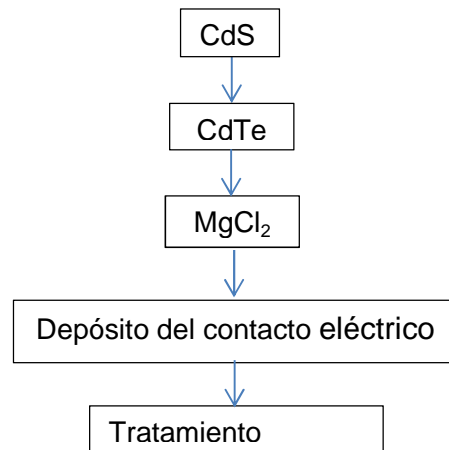 CdS
CdTe
MgCl₂
Depósito del contacto eléctrico
Tratamiento